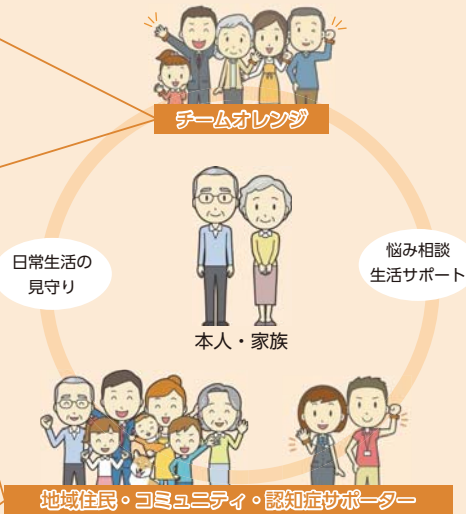 チームオレンジ
日常生活の
見守り
悩み相談
生活サポート
本人・家族
地域住民・コミュニティ・認知症サポーター